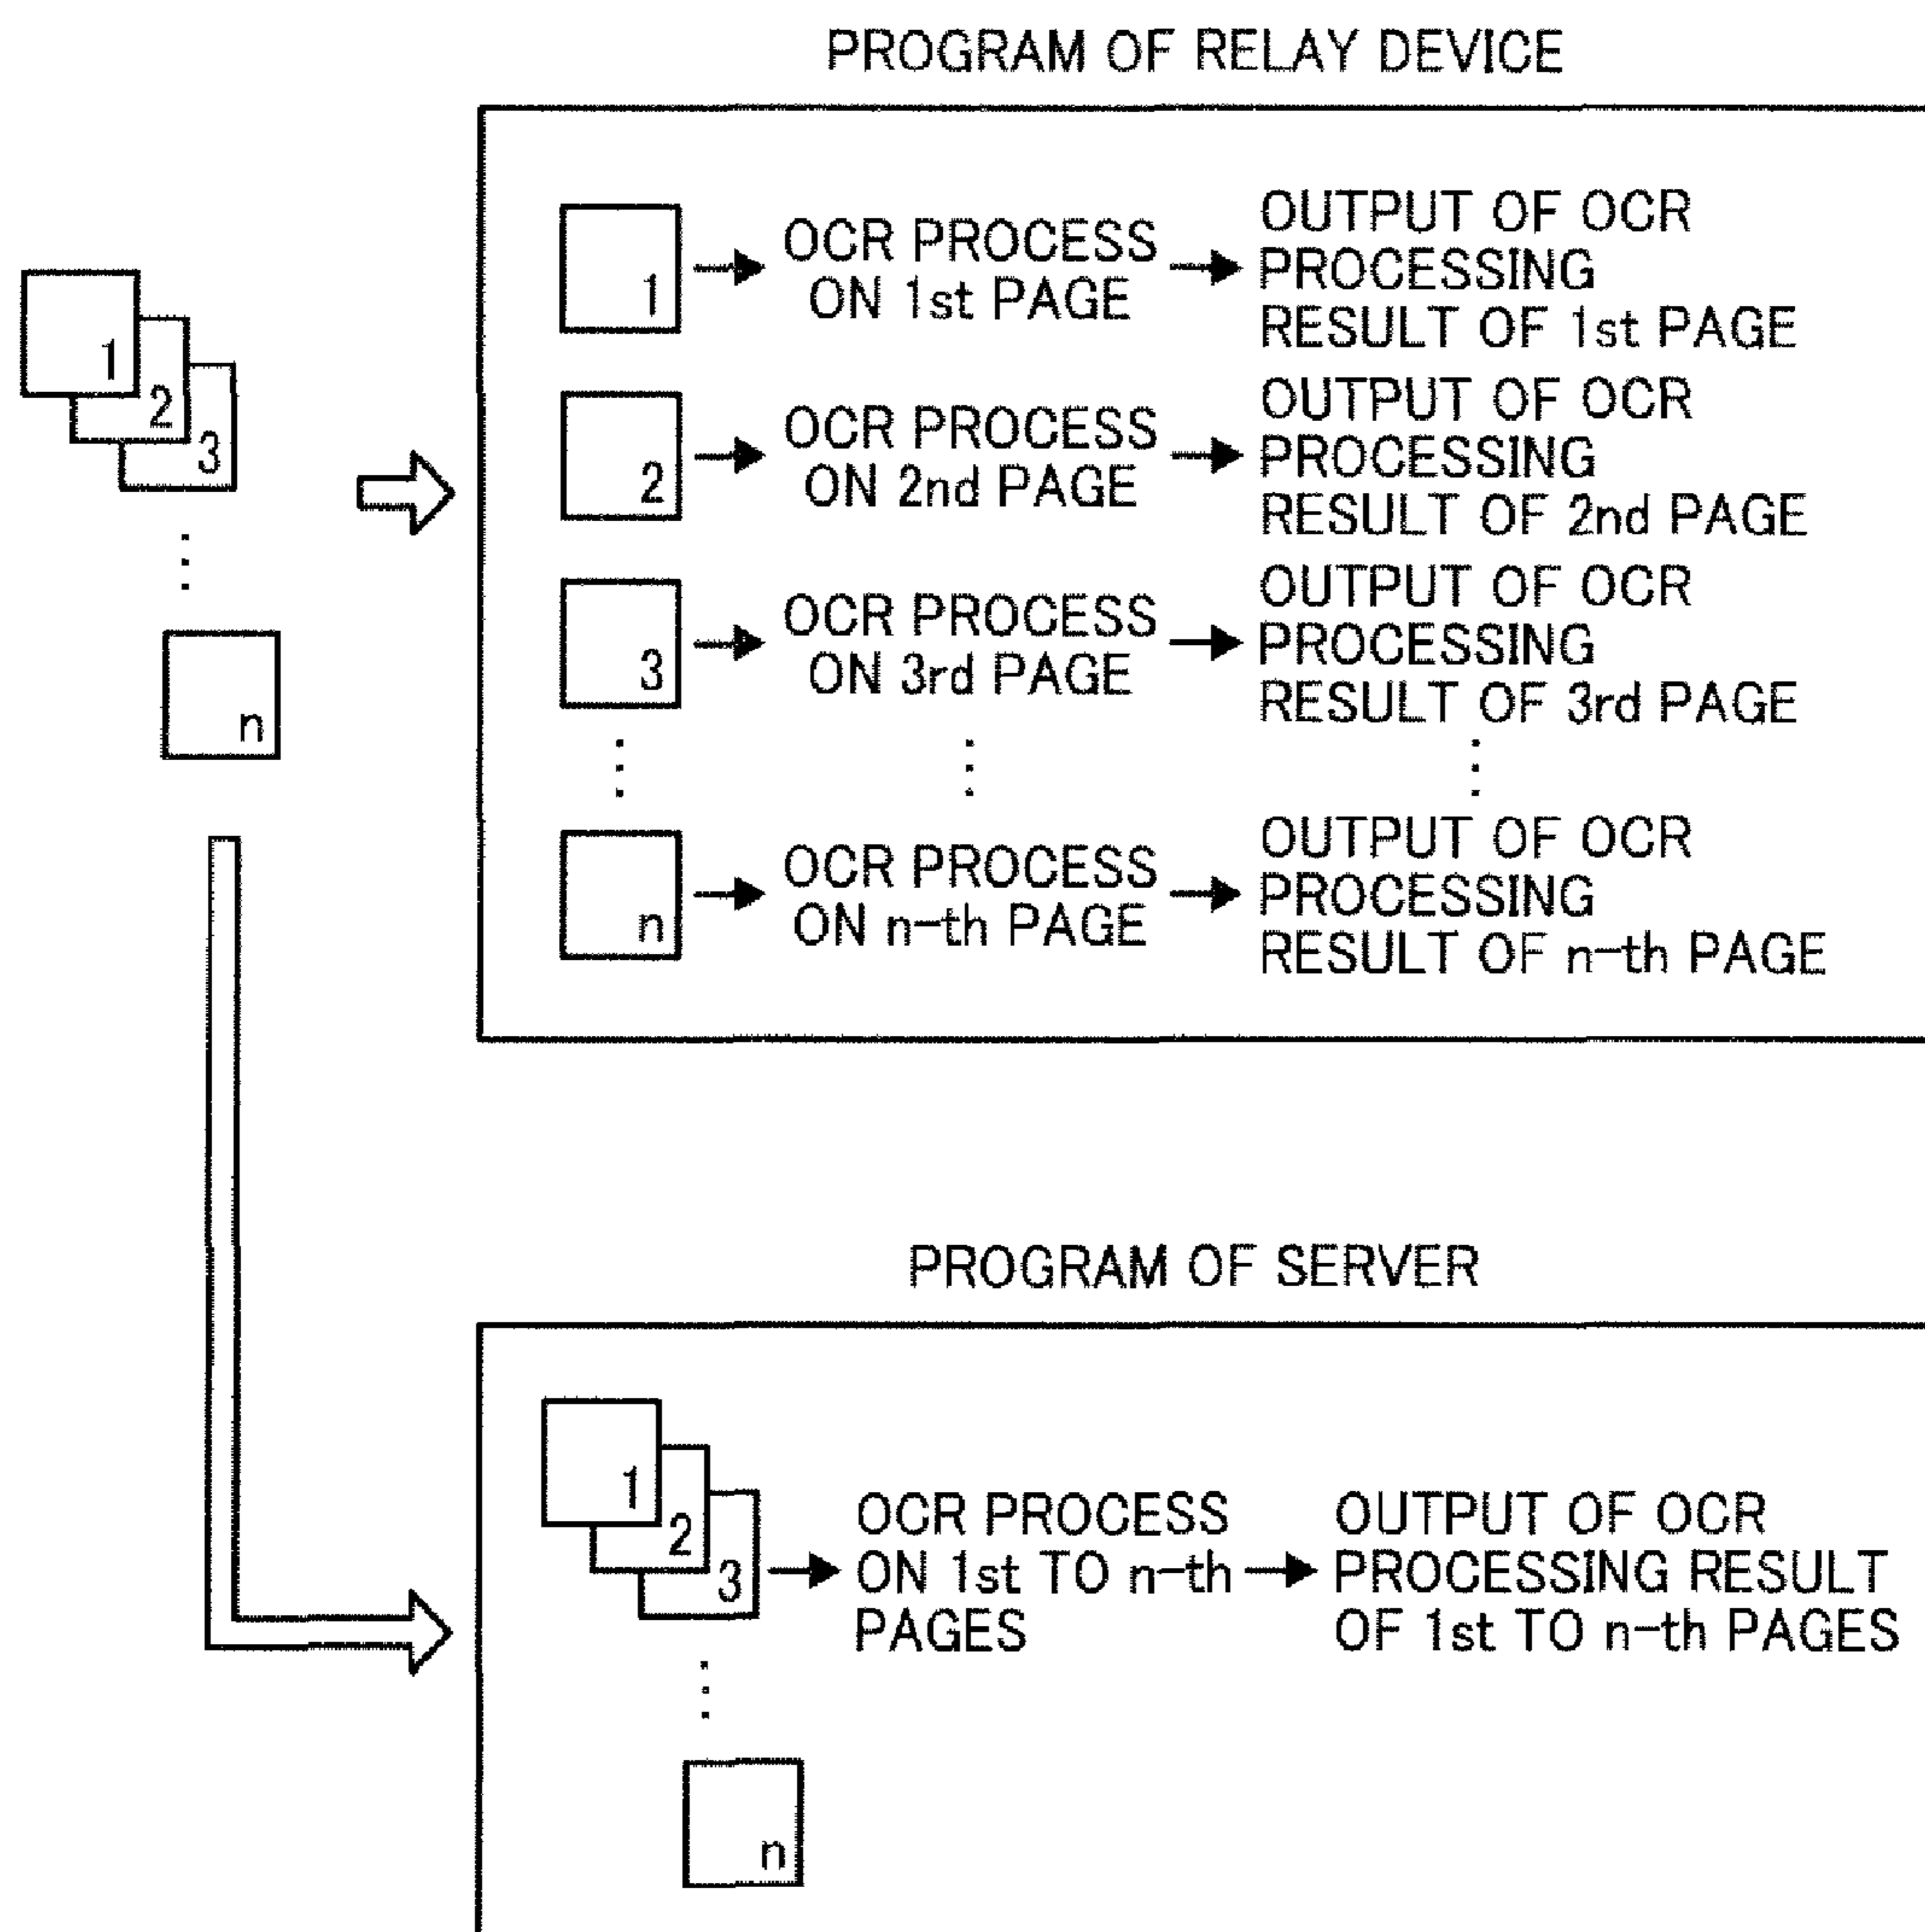 PROGRAM OF RELAY DEVICE
1
2
3
n
1
OCR PROCESS
ON 1st PAGE
OUTPUT OF OCR
PROCESSING
RESULT OF 1st PAGE
2
OCR PROCESS
ON 2nd PAGE
OUTPUT OF OCR
PROCESSING
RESULT OF 2nd PAGE
3
OCR PROCESS
ON 3rd PAGE
OUTPUT OF OCR
PROCESSING
RESULT OF 3rd PAGE
n
OCR PROCESS
ON n-th PAGE
OUTPUT OF OCR
PROCESSING
RESULT OF n-th PAGE
PROGRAM OF SERVER
1
2
3
n
OCR PROCESS
ON 1st TO n-th
PAGES
OUTPUT OF OCR
PROCESSING RESULT
OF 1st TO n-th PAGES